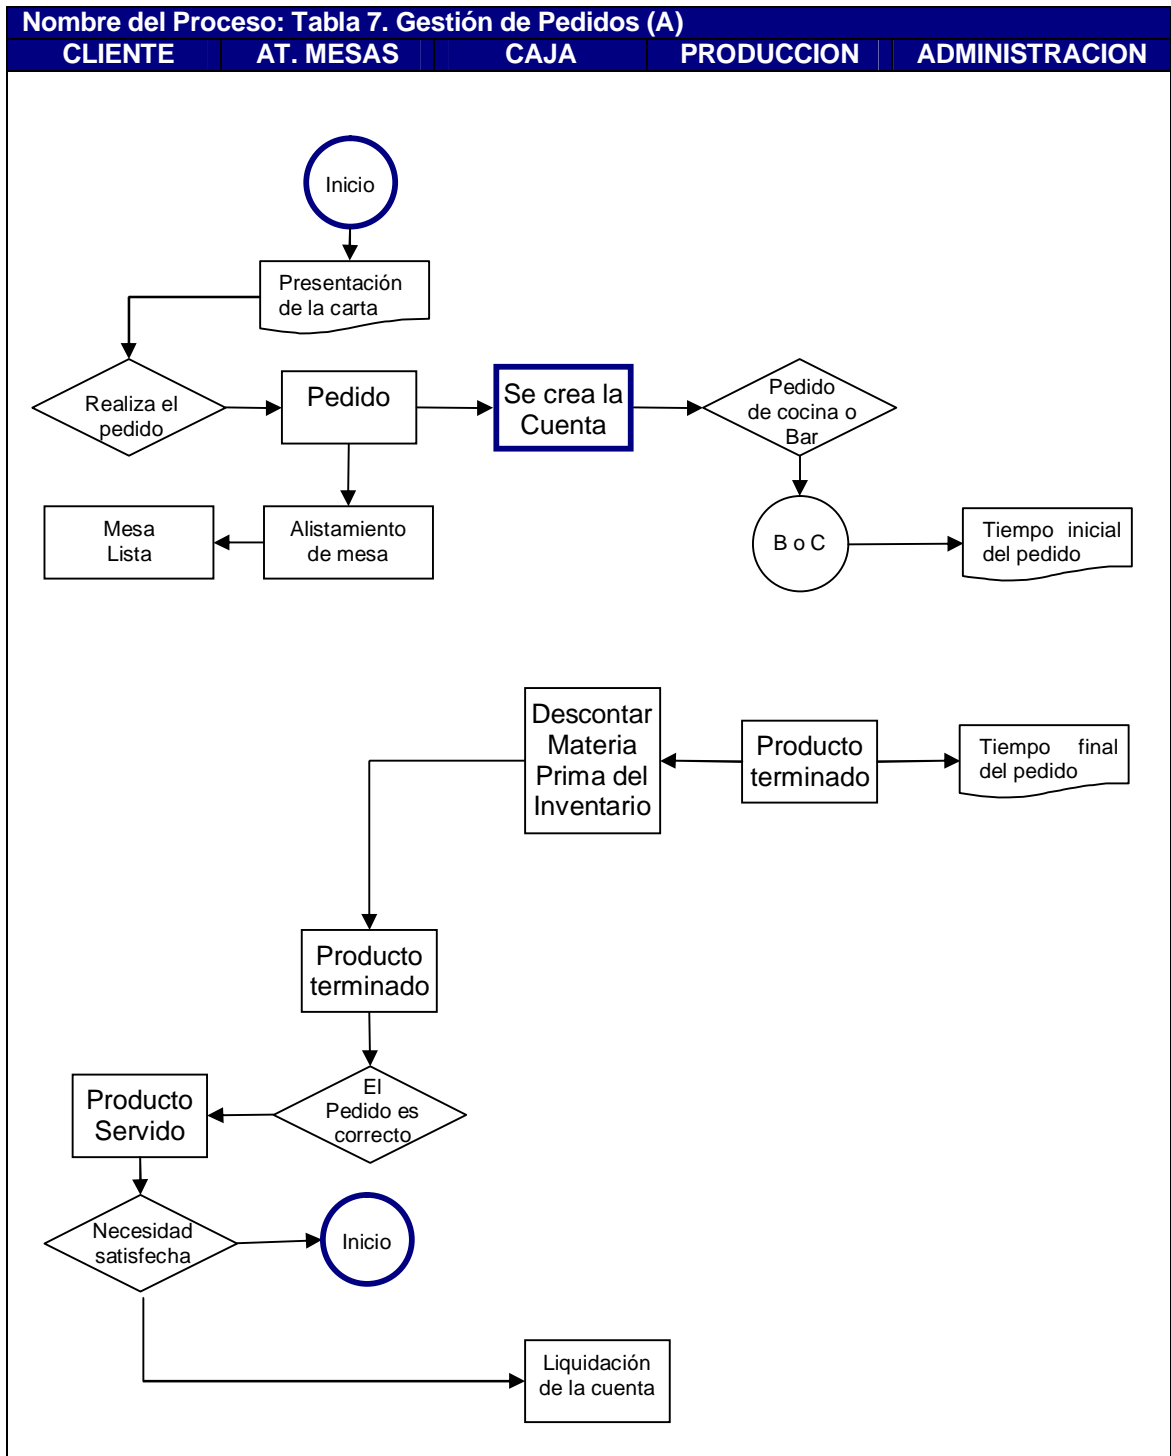 Nombre del Proceso: Tabla 7. Gestión de Pedidos (A)
CLIENTE AT. MESAS CAJA PRODUCCION ADMINISTRACION
Inicio
Presentación
de la carta
Realiza el
pedido
Pedido
Se crea la
Cuenta
Pedido
de cocina o
Bar
Mesa
Lista
Alistamiento
de mesa
B o C
Tiempo inicial
del pedido
Descontar
Materia
Prima del
Inventario
Producto
terminado
Tiempo final
del pedido
Producto
terminado
El
Pedido es
correcto
Producto
Servido
Necesidad
satisfecha
Inicio
Liquidación
de la cuenta